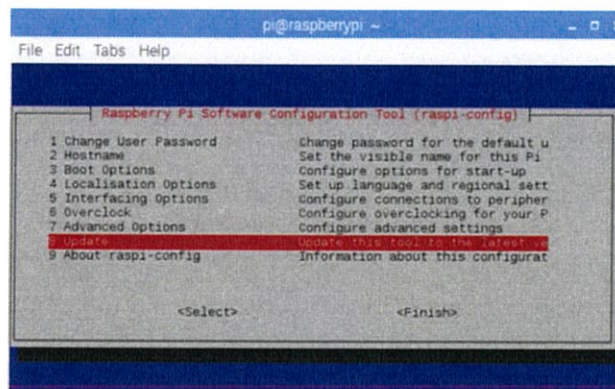 pi@raspberrypi ~
File Edit Tabs Help
Raspberry Pi Software Configuration Tool (raspi-config)
1 Change User Password Change password for the default u
2 Hostname Set the visible name for this Pi
3 Boot Options Configure options for start-up
4 Localisation Options Set up language and regional sett
5 Interfacing Options Configure connections to peripher
6 Overclock Configure overclocking for your P
7 Advanced Options Configure advanced settings
8 Update Update this tool to the latest ve
9 About raspi-config Information about this configurat
<Select> <Finish>